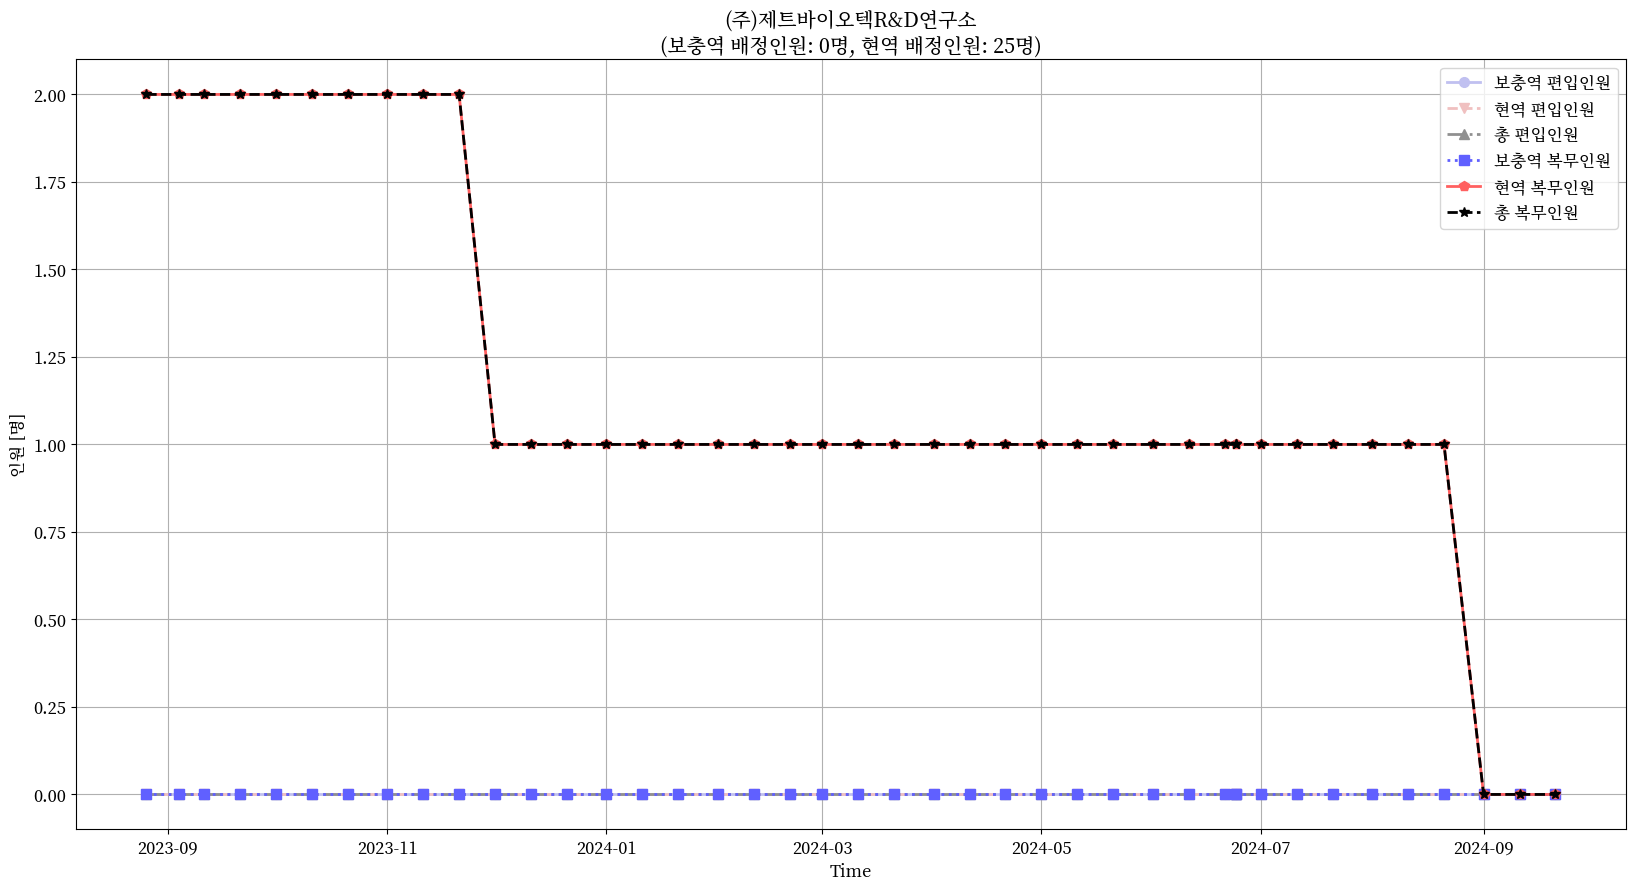 (주)제트바이오텍R&D연구소
(보충역 배정인원: 0명, 현역 배정인원: 25명)
보충역 편입인원
현역 편입인원
총 편입인원
보충역 복무인원
현역 복무인원
총 복무인원
인원 [명]
2.00
1.75
1.50
1.25
1.00
0.75
0.50
0.25
0.00
2023-09 2023-11 2024-01 2024-03 2024-05 2024-07 2024-09
Time